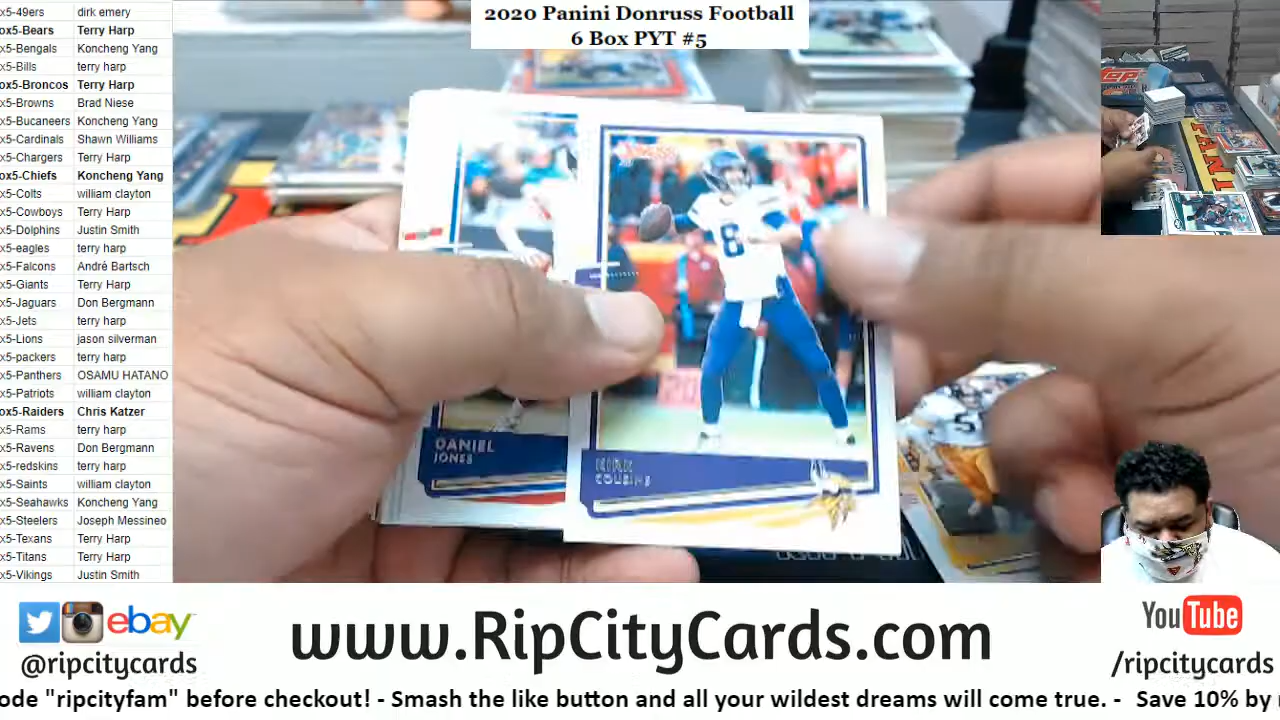 x5-49ers dirk emery
ox5-Bears Terry Harp
x5-Bengals Koncheng Yang
x5-Bills terry harp
ox5-Broncos Terry Harp
x5-Browns Brad Niese
x5-Bucaneers Koncheng Yang
x5-Cardinals Shawn Williams
x5-Chargers Terry Harp
ox5-Chiefs Koncheng Yang
x5-Colts william clayton
x5-Cowboys Terry Harp
x5-Dolphins Justin Smith
x5-eagles terry harp
x5-Falcons André Bartsch
x5-Giants Terry Harp
x5-Jaguars Don Bergmann
x5-Jets terry harp
x5-Lions jason silverman
x5-packers terry harp
x5-Panthers OSAMU HATANO
x5-Patriots william clayton
ox5-Raiders Chris Katzer
x5-Rams terry harp
x5-Ravens Don Bergmann
x5-redskins terry harp
x5-Saints william clayton
x5-Seahawks Koncheng Yang
x5-Steelers Joseph Messineo
x5-Texans Terry Harp
x5-Titans Terry Harp
x5-Vikings Justin Smith
2020 Panini Donruss Football
6 Box PYT #5
8
DANIEL
JONES
KIRK
COUSINS
ebay
@ripcitycards
www.RipCityCards.com
YouTube
/ripcitycards
ode "ripcityfam" before checkout! - Smash the like button and all your wildest dreams will come true. - Save 10% by